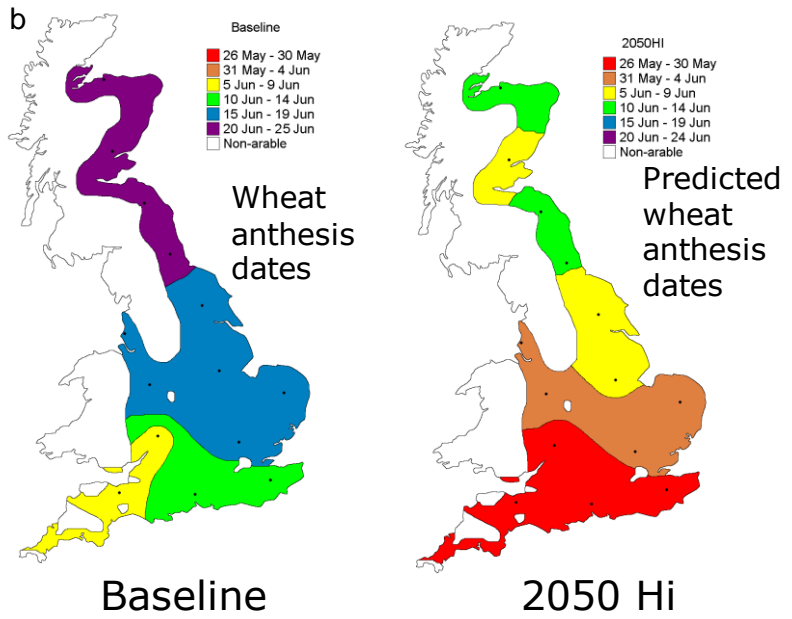 b
Baseline
26 May - 30 May
31 May - 4 Jun
5 Jun - 9 Jun
10 Jun - 14 Jun
15 Jun - 19 Jun
20 Jun - 25 Jun
Non-arable
Wheat
anthesis
dates
Baseline
2050HI
26 May - 30 May
31 May - 4 Jun
5 Jun - 9 Jun
10 Jun - 14 Jun
15 Jun - 19 Jun
20 Jun - 24 Jun
Non-arable
Predicted
wheat
anthesis
dates
2050 Hi